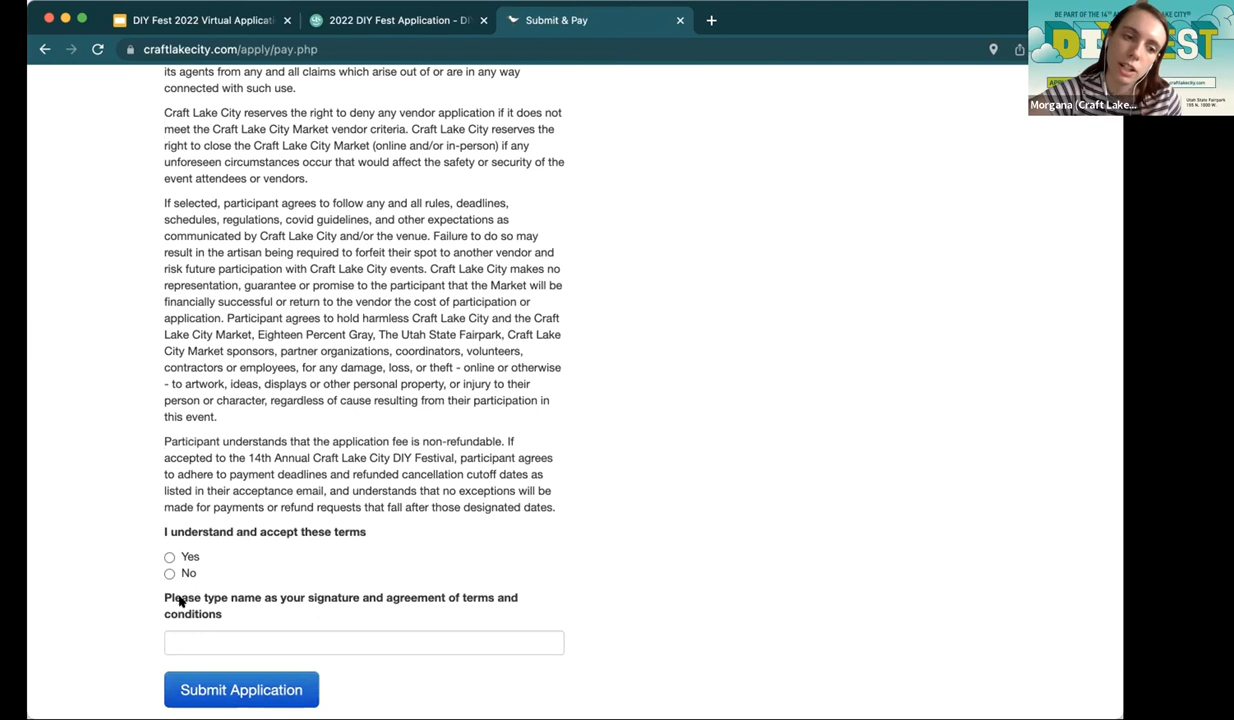 DIY Fest 2022 Virtual Applicati
2022 DIY Fest Application - DI
Submit & Pay
craftlakecity.com/apply/pay.php
BE PART OF THE 14TH
LAKE CITY
DIY FEST
craftlakecity.com
Utah State Fairpark
155 N. 1000 W.
Morgana (Craft Lake...
its agents from any and all claims which arise out of or are in any way
connected with such use.
Craft Lake City reserves the right to deny any vendor application if it does not
meet the Craft Lake City Market vendor criteria. Craft Lake City reserves the
right to close the Craft Lake City Market (online and/or in-person) if any
unforeseen circumstances occur that would affect the safety or security of the
event attendees or vendors.
If selected, participant agrees to follow any and all rules, deadlines,
schedules, regulations, covid guidelines, and other expectations as
communicated by Craft Lake City and/or the venue. Failure to do so may
result in the artisan being required to forfeit their spot to another vendor and
risk future participation with Craft Lake City events. Craft Lake City makes no
representation, guarantee or promise to the participant that the Market will be
financially successful or return to the vendor the cost of participation or
application. Participant agrees to hold harmless Craft Lake City and the Craft
Lake City Market, Eighteen Percent Gray, The Utah State Fairpark, Craft Lake
City Market sponsors, partner organizations, coordinators, volunteers,
contractors or employees, for any damage, loss, or theft - online or otherwise
- to artwork, ideas, displays or other personal property, or injury to their
person or character, regardless of cause resulting from their participation in
this event.
Participant understands that the application fee is non-refundable. If
accepted to the 14th Annual Craft Lake City DIY Festival, participant agrees
to adhere to payment deadlines and refunded cancellation cutoff dates as
listed in their acceptance email, and understands that no exceptions will be
made for payments or refund requests that fall after those designated dates.
I understand and accept these terms
Yes
No
Please type name as your signature and agreement of terms and
conditions
Submit Application